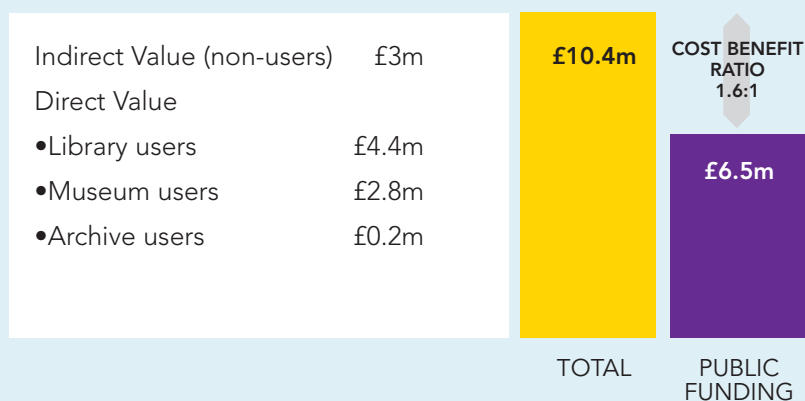 Indirect Value (non-users) £3m
Direct Value
•Library users £4.4m
•Museum users £2.8m
•Archive users £0.2m
£10.4m
COST BENEFIT
RATIO
1.6:1
£6.5m
TOTAL
PUBLIC
FUNDING